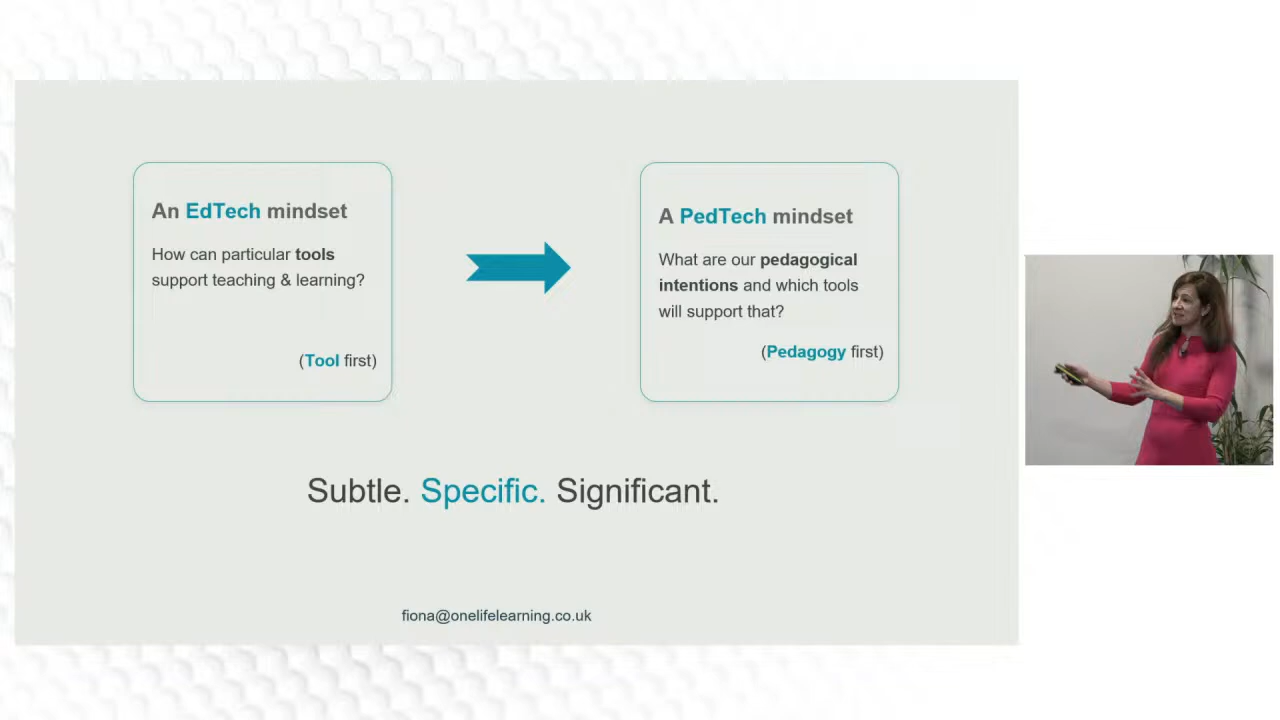 An EdTech mindset
How can particular tools
support teaching & learning?
(Tool first)
A PedTech mindset
What are our pedagogical
intentions and which tools
will support that?
(Pedagogy first)
Subtle. Specific. Significant.
fiona@onelifelearning.co.uk